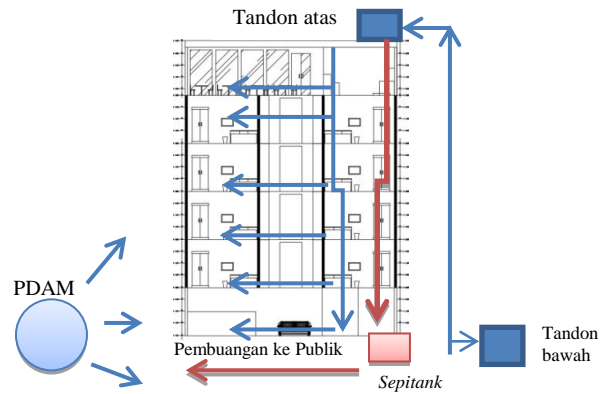 Tandon atas
PDAM
Pembuangan ke Publik
Tandon
bawah
Sepitank